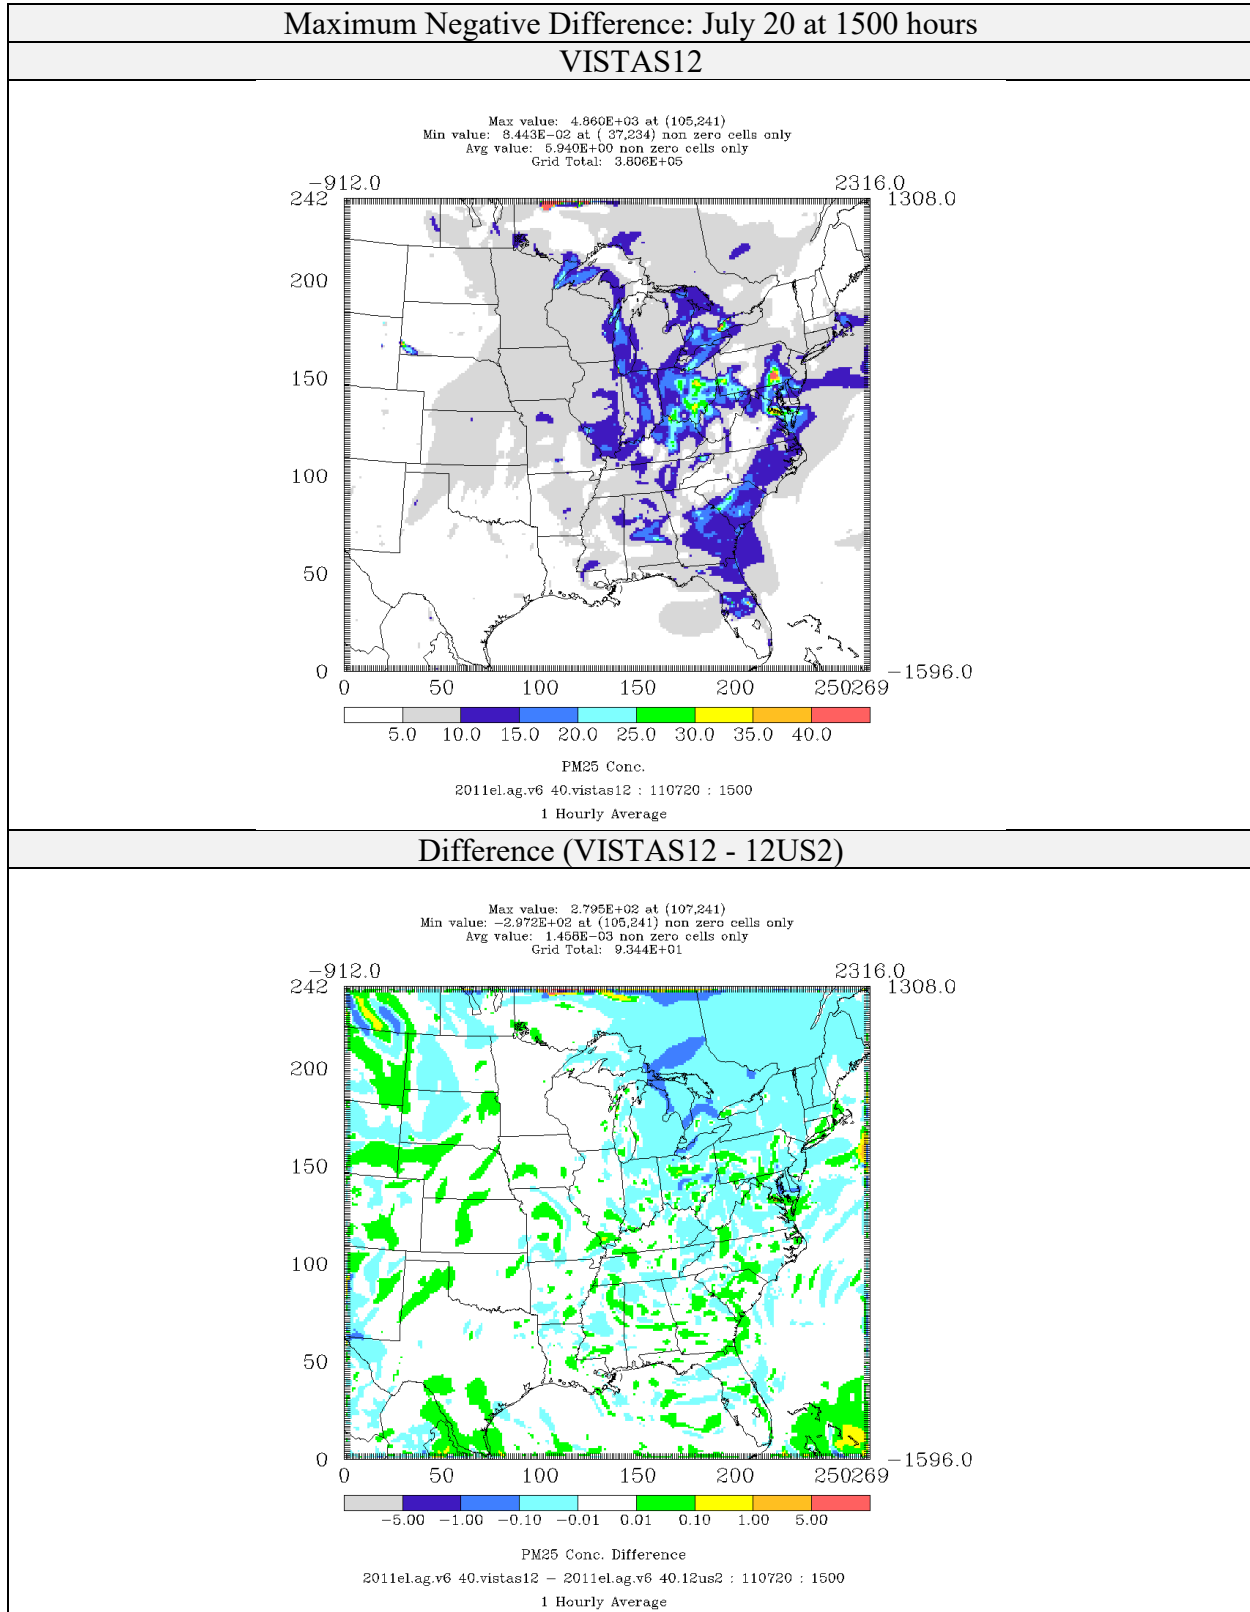 Maximum Negative Difference: July 20 at 1500 hours
VISTAS12
Max value: 4.860E+03 at (105,241)
Min value: 8.443E-02 at ( 37,234) non zero cells only
Avg value: 5.940E+00 non zero cells only
Grid Total: 3.806E+05
-912.0 2316.0
242 1308.0
200
150
100
50
0 -1596.0
0 50 100 150 200 250269
5.0 10.0 15.0 20.0 25.0 30.0 35.0 40.0
PM25 Conc.
2011el.ag.v6 40.vistas12 : 110720 : 1500
1 Hourly Average
Difference (VISTAS12 - 12US2)
Max value: 2.795E+02 at (107,241)
Min value: -2.972E+02 at (105,241) non zero cells only
Avg value: 1.458E-03 non zero cells only
Grid Total: 9.344E+01
-912.0 2316.0
242 1308.0
200
150
100
50
0 -1596.0
0 50 100 150 200 250269
-5.00 -1.00 -0.10 -0.01 0.01 0.10 1.00 5.00
PM25 Conc. Difference
2011el.ag.v6 40.vistas12 - 2011el.ag.v6 40.12us2 : 110720 : 1500
1 Hourly Average